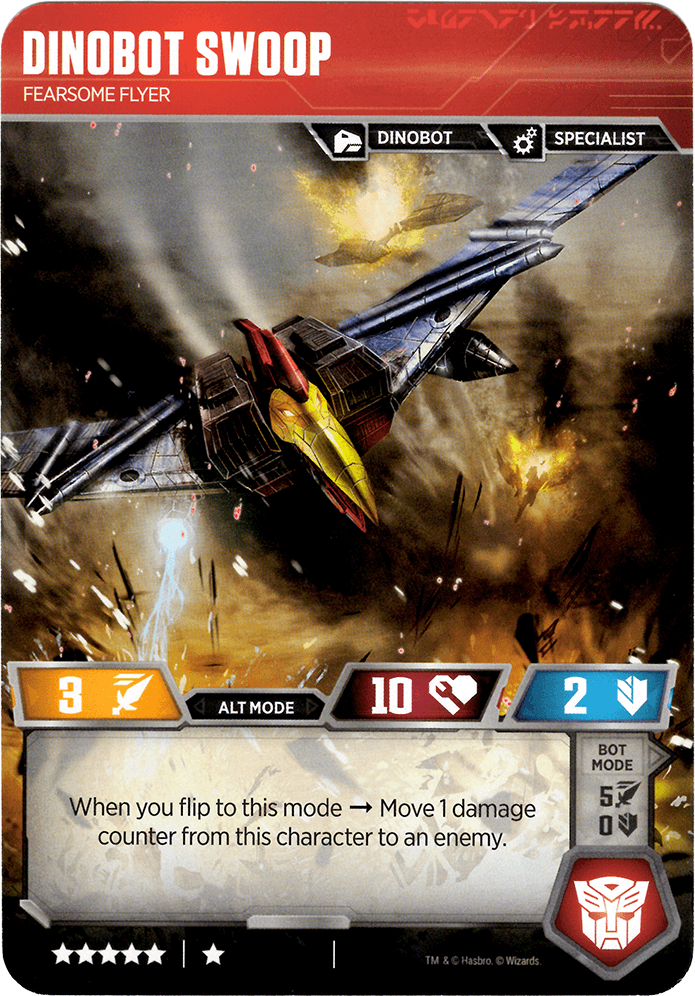 DINOBOT SWOOP
FEARSOME FLYER
DINOBOT
SPECIALIST
3
ALT MODE
10
2
When you flip to this mode → Move 1 damage
counter from this character to an enemy.
BOT
MODE
5
0
TM & © Hasbro. © Wizards.